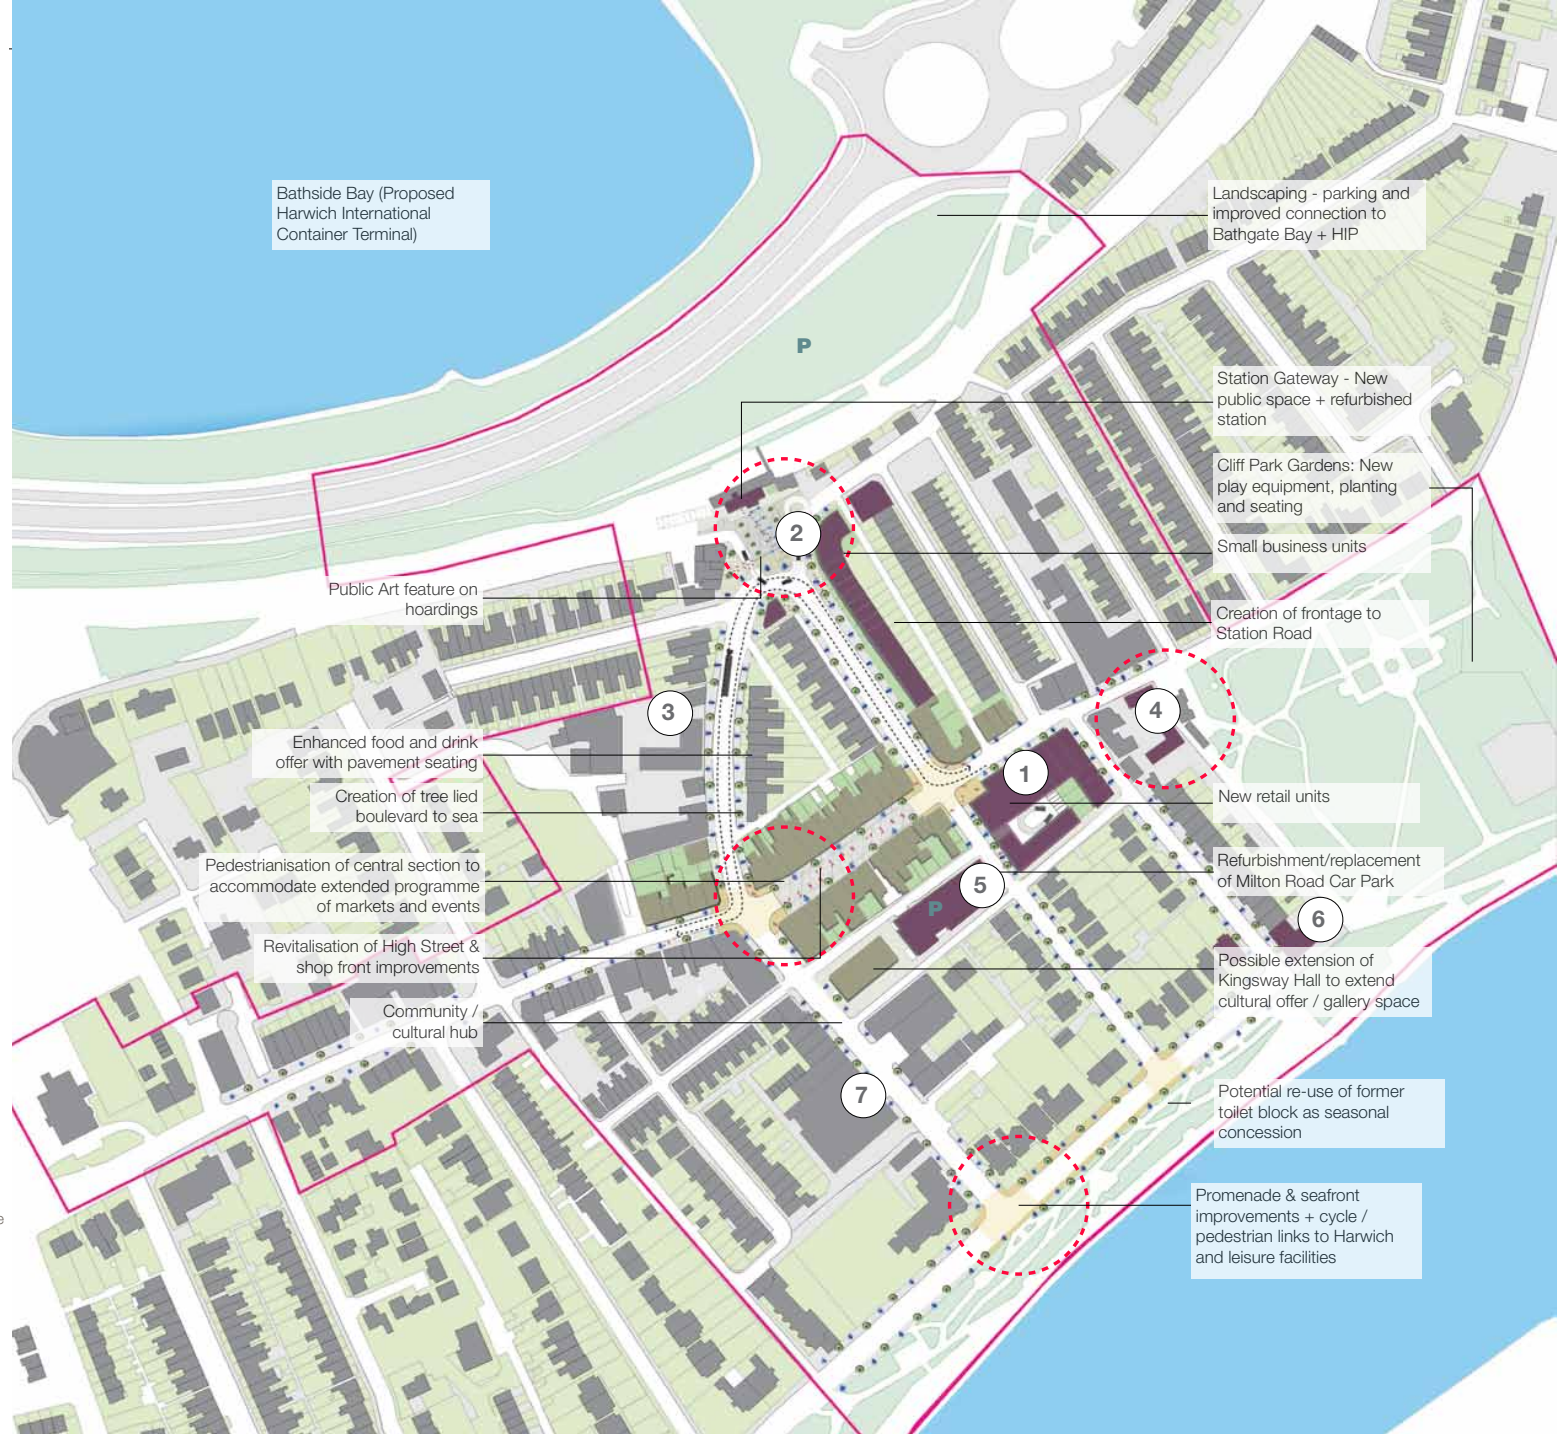 Bathside Bay (Proposed
Harwich International
Container Terminal)
Landscaping - parking and
improved connection to
Bathgate Bay + HIP
P
Station Gateway - New
public space + refurbished
station
Cliff Park Gardens: New
play equipment, planting
and seating
2
Small business units
Public Art feature on
hoardings
Creation of frontage to
Station Road
3
4
Enhanced food and drink
offer with pavement seating
1
Creation of tree lied
boulevard to sea
New retail units
Pedestrianisation of central section to
accommodate extended programme
of markets and events
Refurbishment/replacement
of Milton Road Car Park
5
P
6
Revitalisation of High Street &
shop front improvements
Possible extension of
Kingsway Hall to extend
cultural offer / gallery space
Community /
cultural hub
7
Potential re-use of former
toilet block as seasonal
concession
Promenade & seafront
improvements + cycle /
pedestrian links to Harwich
and leisure facilities
e